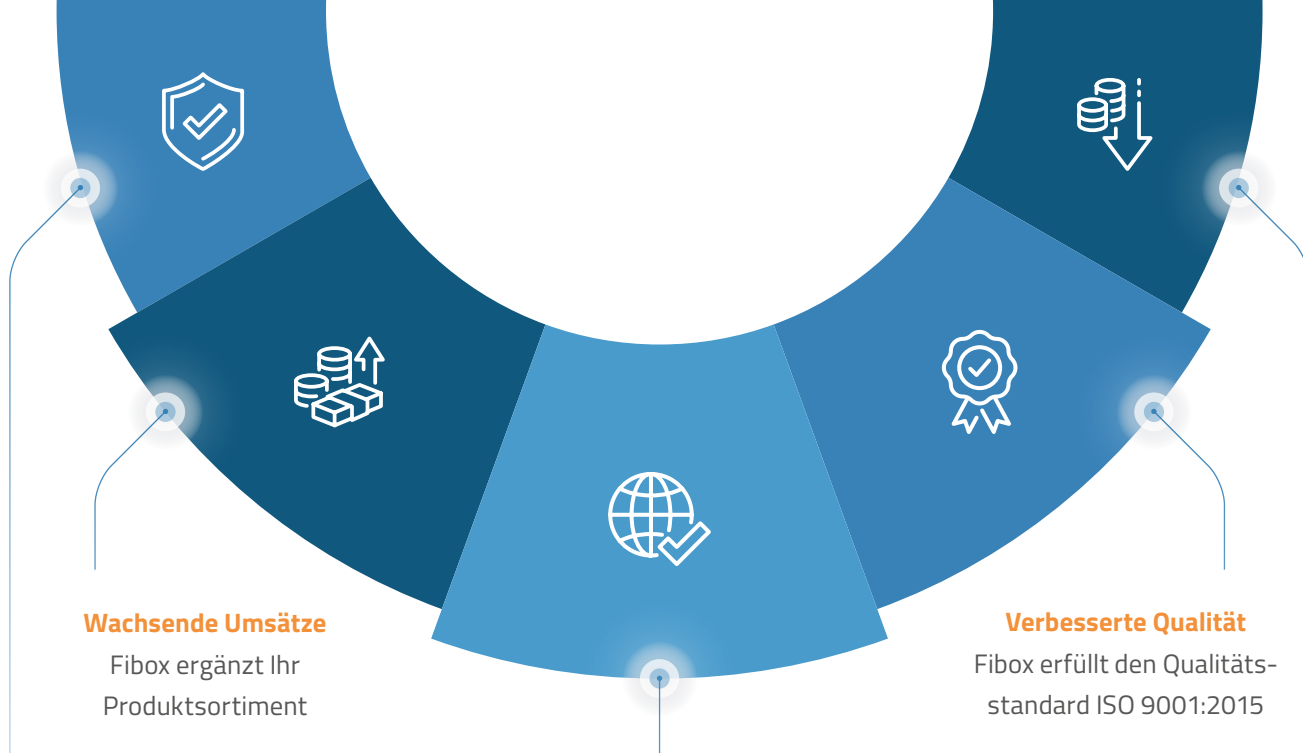 Wachsende Umsätze
Fibox ergänzt Ihr
Produktsortiment
Verbesserte Qualität
Fibox erfüllt den Qualitäts-
standard ISO 9001:2015